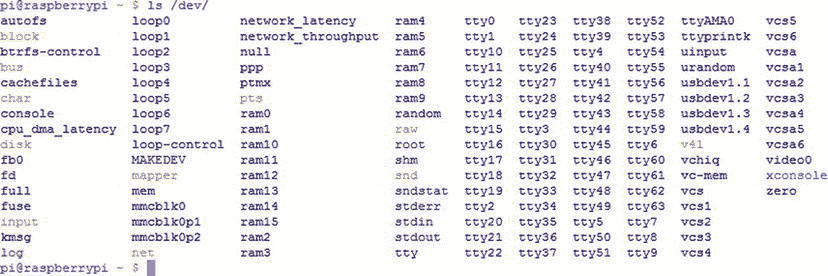 pi@raspberrypi ~ $ ls /dev/
autofs loop0 network_latency ram4 tty0 tty23 tty38 tty52 ttyAMA0 vcs5
block loop1 network_throughput ram5 tty1 tty24 tty39 tty53 ttyprintk vcs6
btrfs-control loop2 null ram6 tty10 tty25 tty4 tty54 uinput vcsa
bus loop3 ppp ram7 tty11 tty26 tty40 tty55 urandom vcsa1
cachefiles loop4 ptmx ram8 tty12 tty27 tty41 tty56 usbdev1.1 vcsa2
char loop5 pts ram9 tty13 tty28 tty42 tty57 usbdev1.2 vcsa3
console loop6 ram0 random tty14 tty29 tty43 tty58 usbdev1.3 vcsa4
cpu_dma_latency loop7 ram1 raw tty15 tty3 tty44 tty59 usbdev1.4 vcsa5
disk loop-control ram10 root tty16 tty30 tty45 tty6 v4l vcsa6
fb0 MAKEDEV ram11 shm tty17 tty31 tty46 tty60 vchiq video0
fd mapper ram12 snd tty18 tty32 tty47 tty61 vc-mem xconsole
full mem ram13 sndstat tty19 tty33 tty48 tty62 vcs zero
fuse mmcblk0 ram14 stderr tty2 tty34 tty49 tty63 vcs1
input mmcblk0p1 ram15 stdin tty20 tty35 tty5 tty7 vcs2
kmsg mmcblk0p2 ram2 stdout tty21 tty36 tty50 tty8 vcs3
log net ram3 tty tty22 tty37 tty51 tty9 vcs4
pi@raspberrypi ~ $